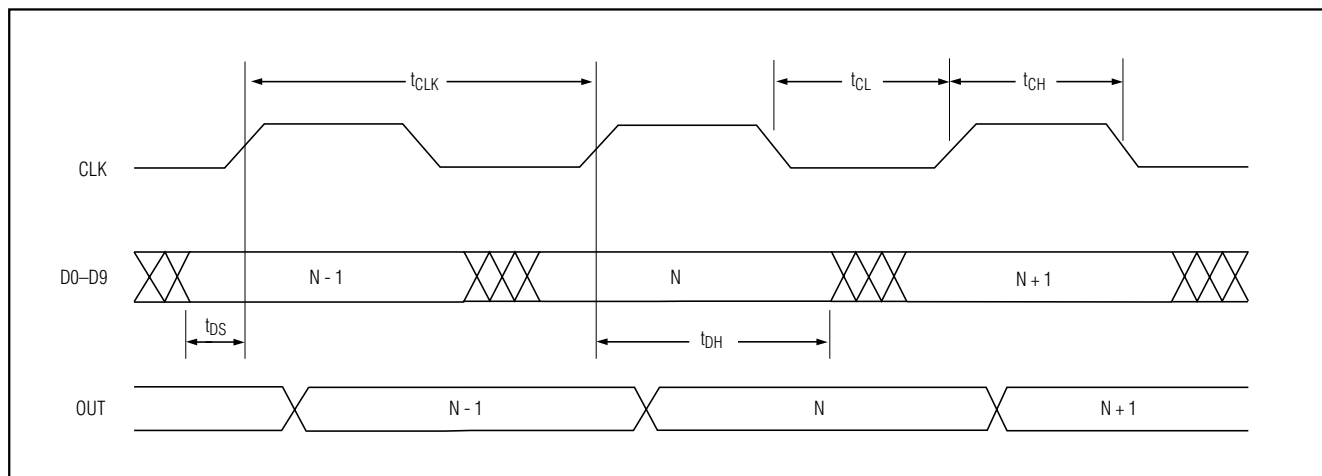 tCLK
tCL
tCH
CLK
D0–D9
N - 1
N
N + 1
tDS
tDH
OUT
N - 1
N
N + 1